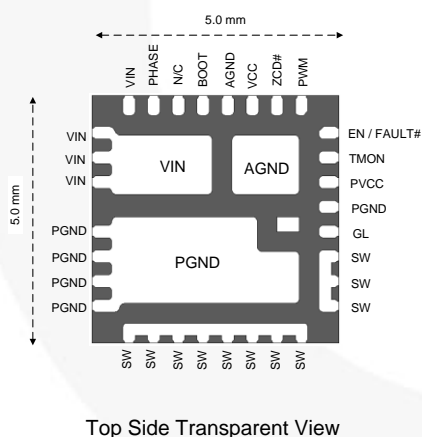 5.0 mm
VIN
PHASE
N/C
BOOT
AGND
VCC
ZCD#
PWM
5.0 mm
VIN
VIN
VIN
PGND
PGND
PGND
PGND
VIN
AGND
PGND
EN / FAULT#
TMON
PVCC
PGND
GL
SW
SW
SW
SW
SW
SW
SW
SW
SW
SW
SW
Top Side Transparent View